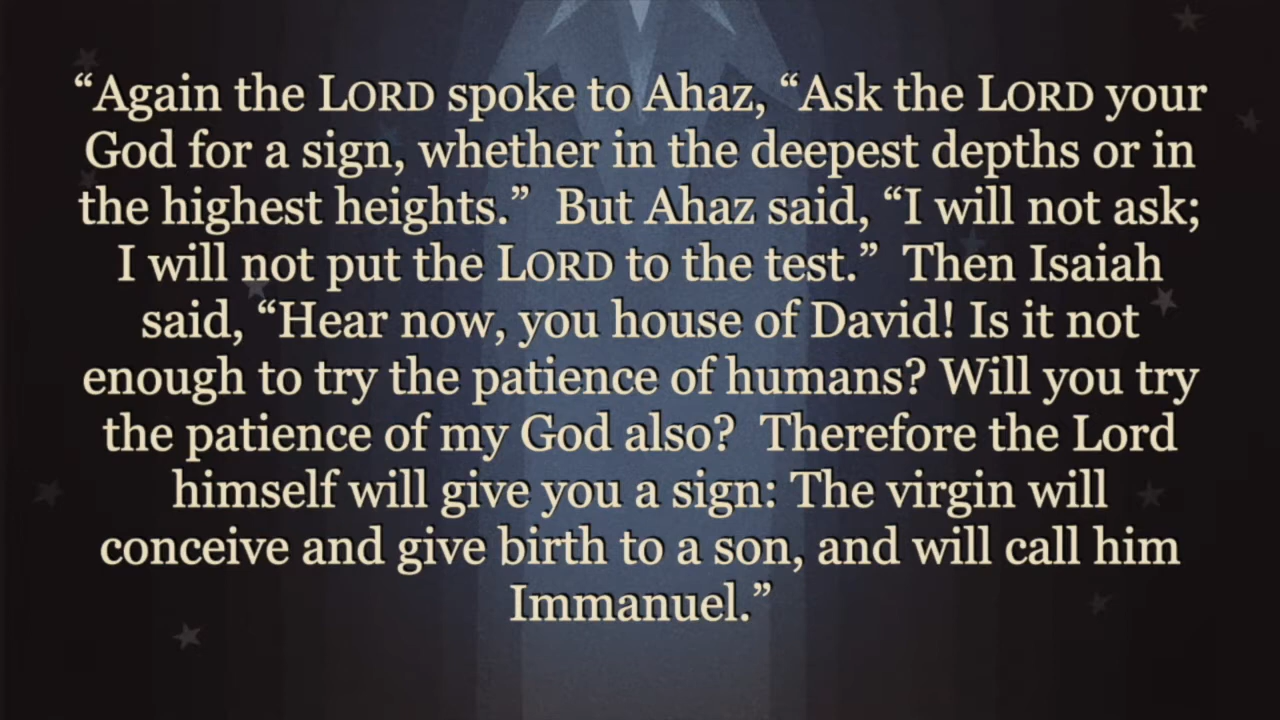 “Again the LORD spoke to Ahaz, “Ask the LORD your
God for a sign, whether in the deepest depths or in
the highest heights.”  But Ahaz said, “I will not ask;
I will not put the LORD to the test.”  Then Isaiah
said, “Hear now, you house of David! Is it not
enough to try the patience of humans? Will you try
the patience of my God also?  Therefore the Lord
himself will give you a sign: The virgin will
conceive and give birth to a son, and will call him
Immanuel.”